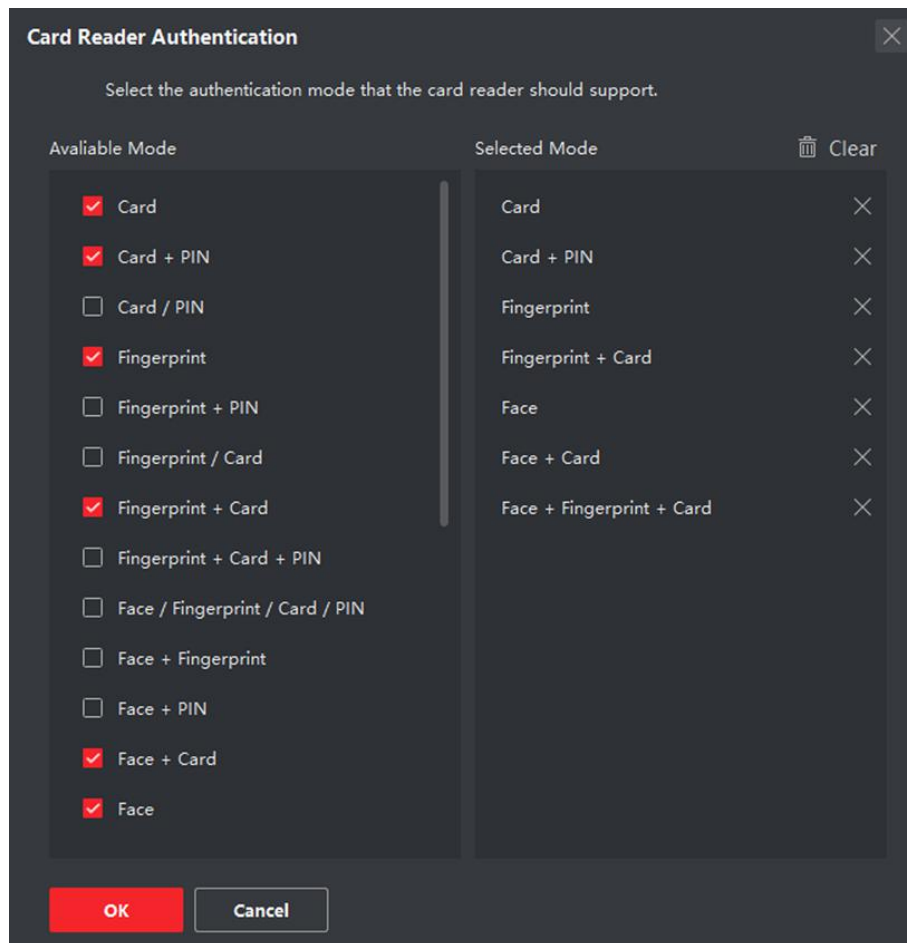 Card Reader Authentication
Select the authentication mode that the card reader should support.
Avaliable Mode
Card
Card + PIN
Card / PIN
Fingerprint
Fingerprint + PIN
Fingerprint / Card
Fingerprint + Card
Fingerprint + Card + PIN
Face / Fingerprint / Card / PIN
Face + Fingerprint
Face + PIN
Face + Card
Face
Selected Mode
Clear
Card
Card + PIN
Fingerprint
Fingerprint + Card
Face
Face + Card
Face + Fingerprint + Card
OK
Cancel